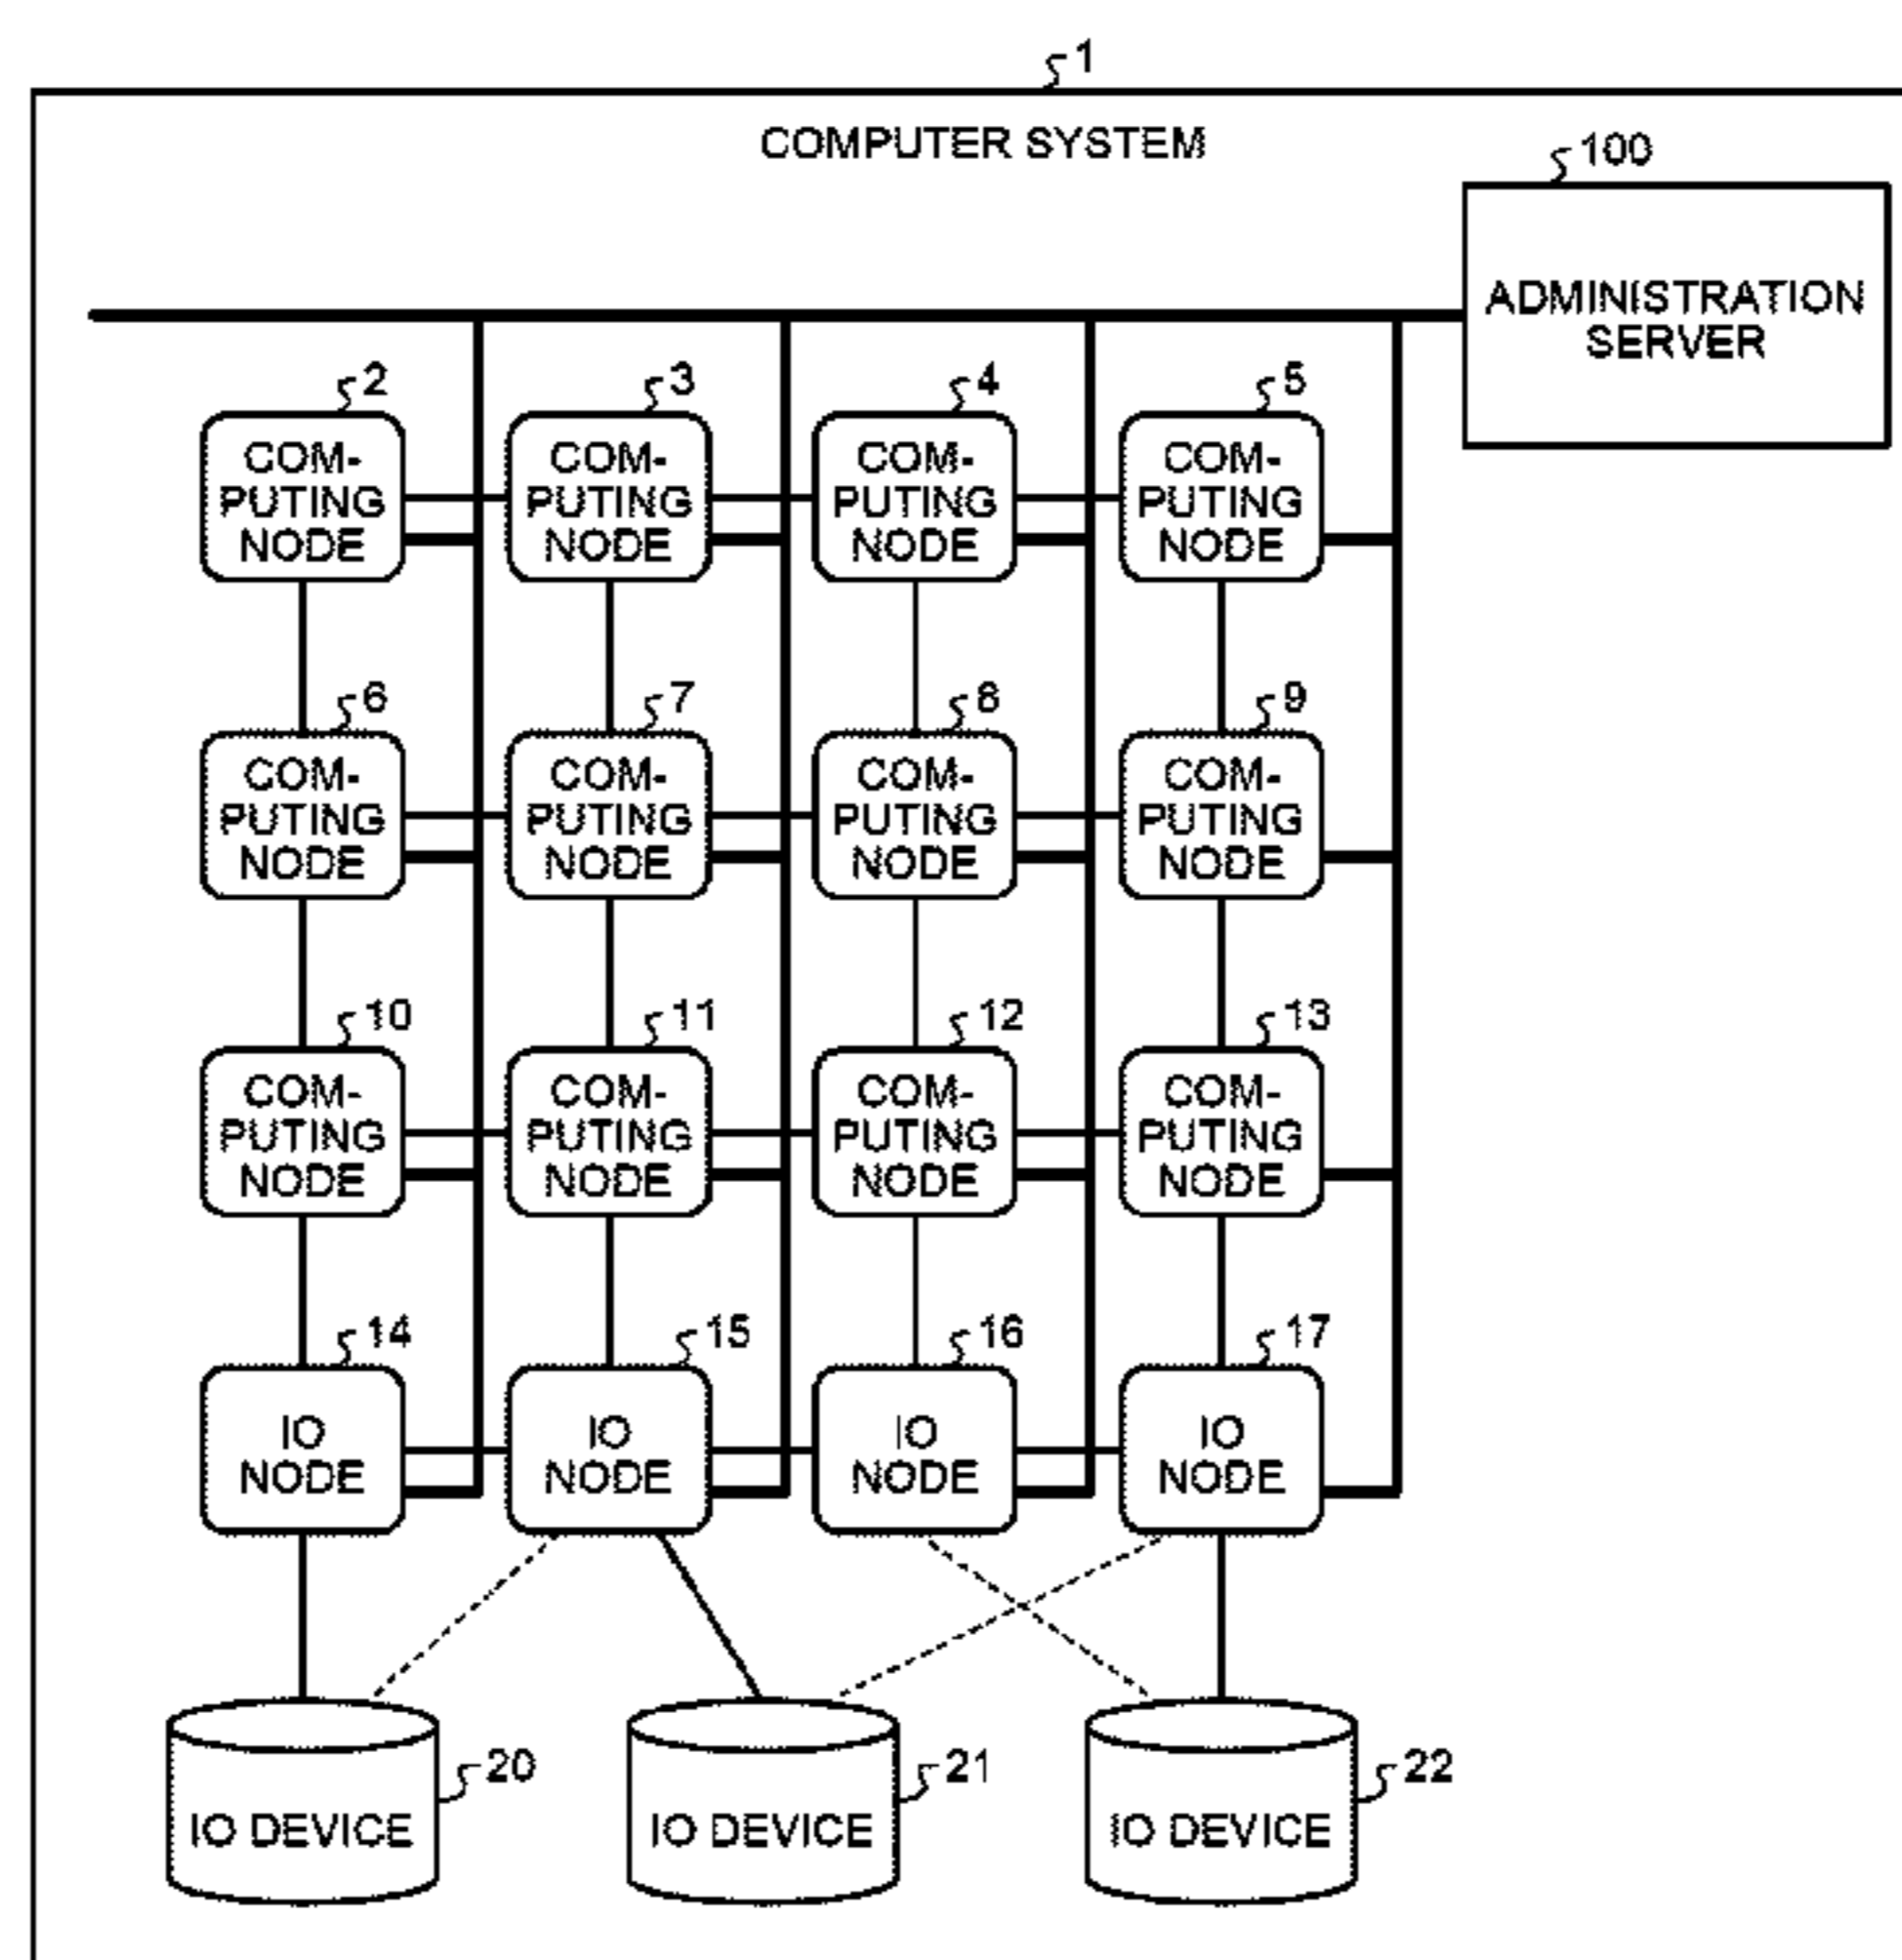 1
COMPUTER SYSTEM
100
ADMINISTRATION
SERVER
2
3
4
5
COM-
PUTING
NODE
COM-
PUTING
NODE
COM-
PUTING
NODE
COM-
PUTING
NODE
6
7
8
9
COM-
PUTING
NODE
COM-
PUTING
NODE
COM-
PUTING
NODE
COM-
PUTING
NODE
10
11
12
13
COM-
PUTING
NODE
COM-
PUTING
NODE
COM-
PUTING
NODE
COM-
PUTING
NODE
14
15
16
17
IO
NODE
IO
NODE
IO
NODE
IO
NODE
20
21
22
IO DEVICE
IO DEVICE
IO DEVICE